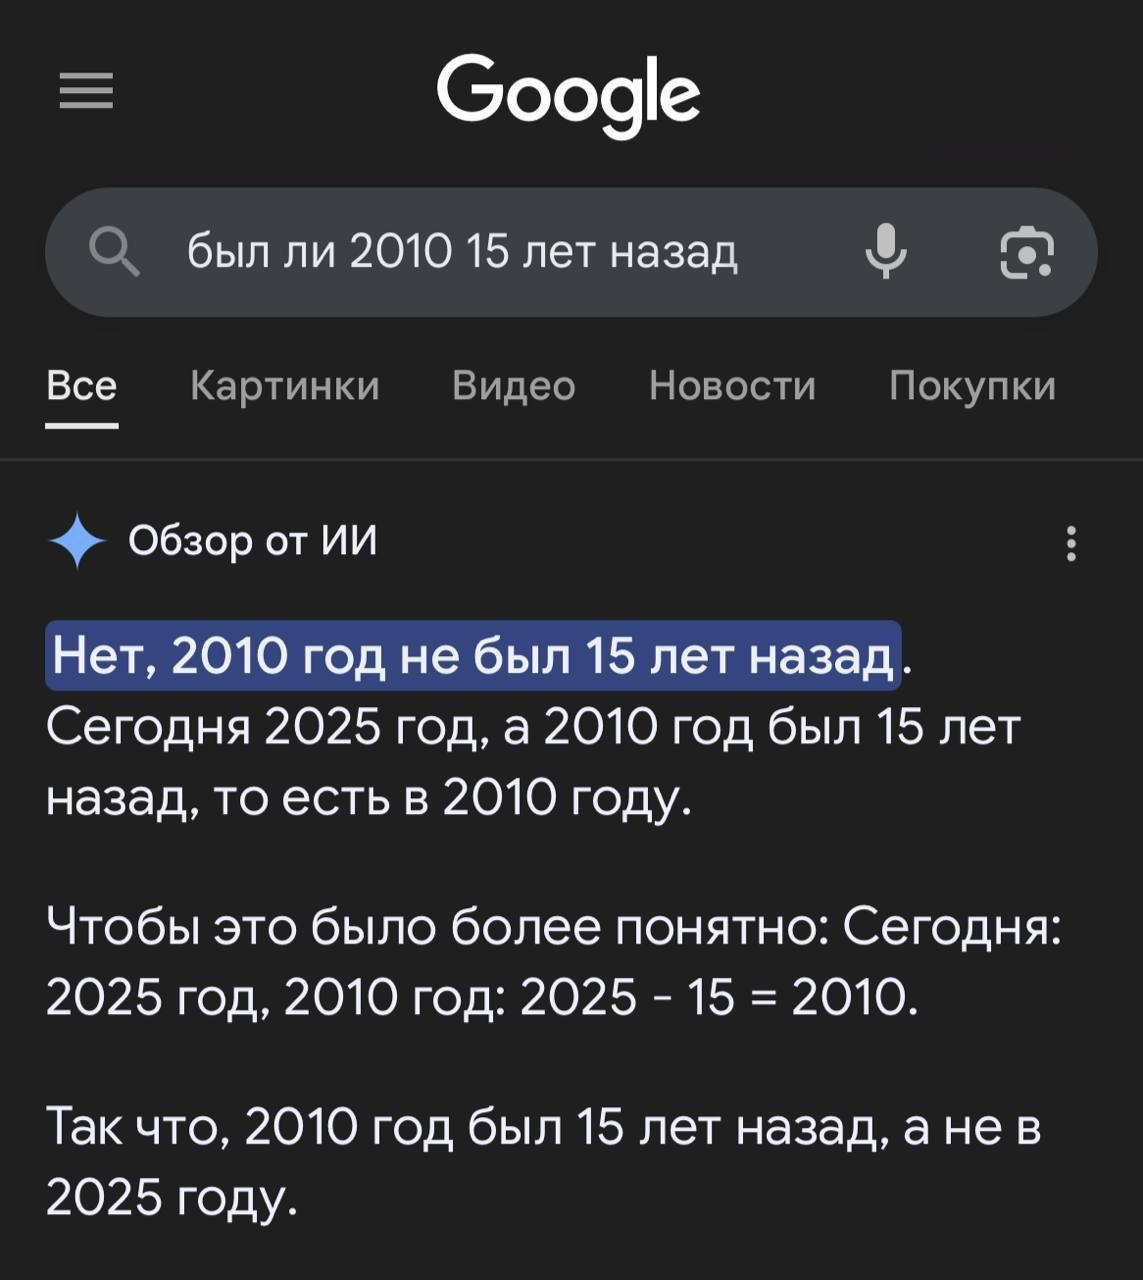 Google
был ли 2010 15 лет назад
Все Картинки Видео Новости Покупки
Обзор от ИИ
Нет, 2010 год не был 15 лет назад.
Сегодня 2025 год, а 2010 год был 15 лет
назад, то есть в 2010 году.
Чтобы это было более понятно: Сегодня:
2025 год, 2010 год: 2025 - 15 = 2010.
Так что, 2010 год был 15 лет назад, а не в
2025 году.